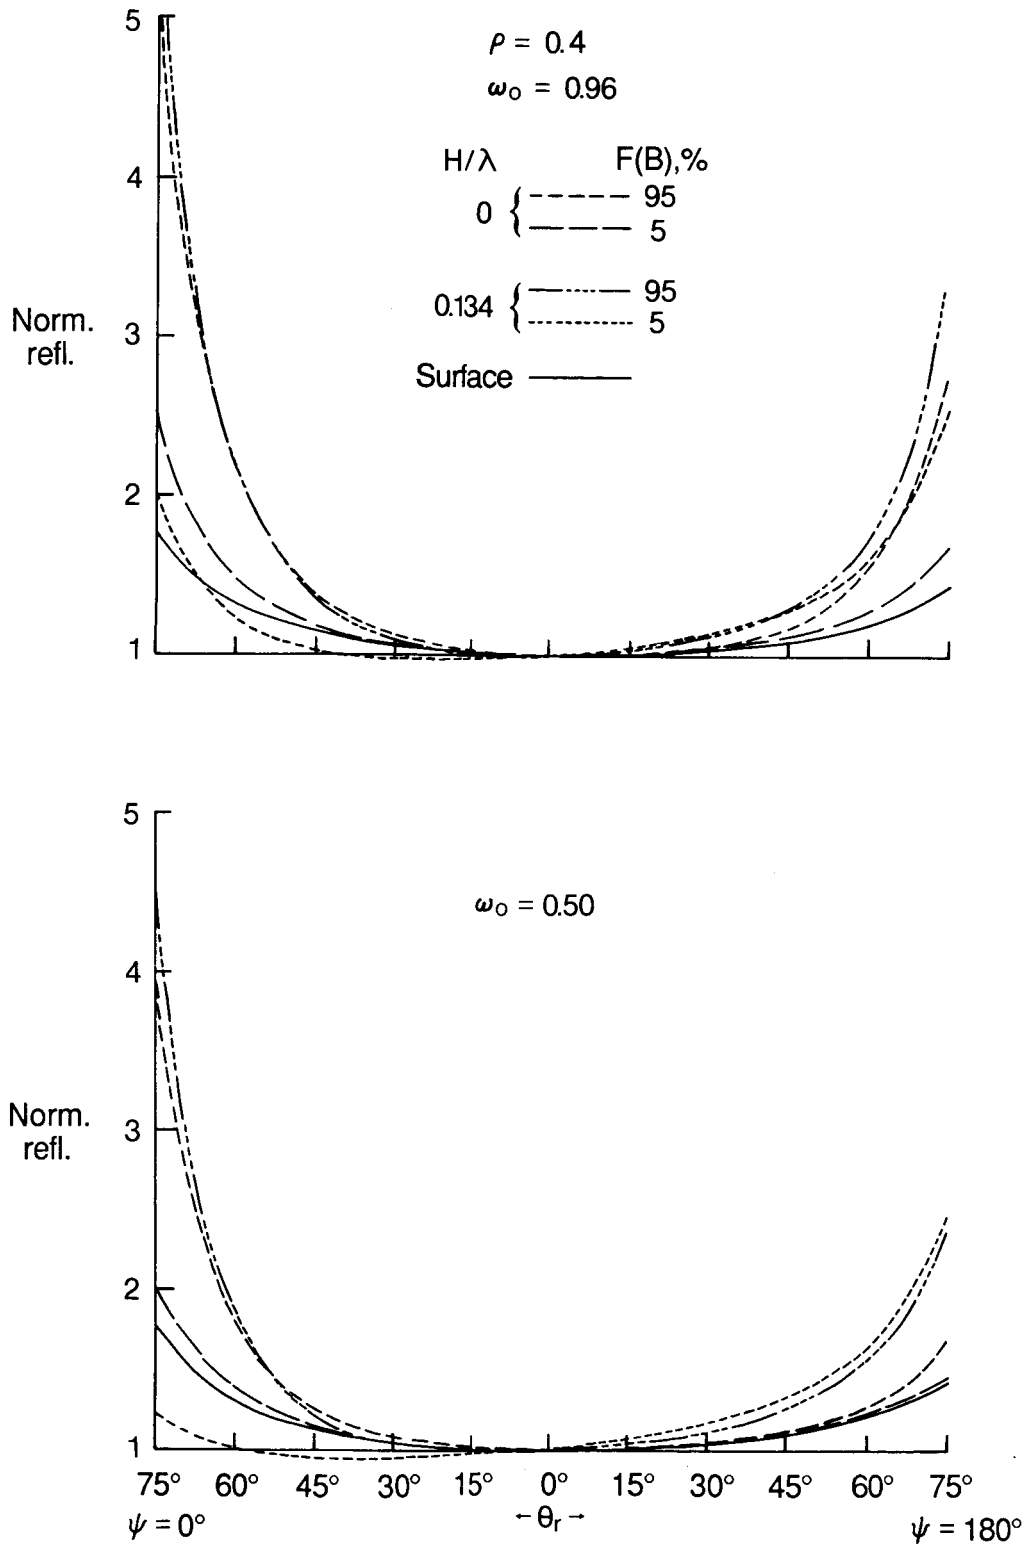 5
ρ = 0.4
ω₀ = 0.96
H/λ F(B),%
4
95
0 {
5
95
0.134 {
5
Norm.
refl.
3
Surface
2
1
5
ω₀ = 0.50
4
Norm.
refl.
3
2
1
75° 60° 45° 30° 15° 0° 15° 30° 45° 60° 75°
ψ = 0° ←θᵣ→ ψ = 180°